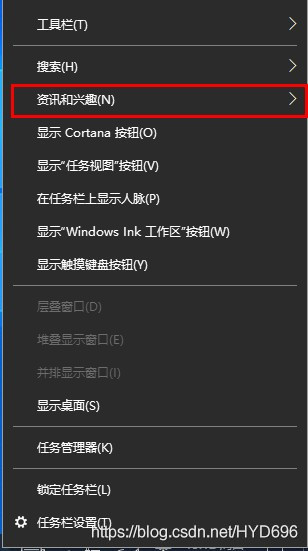 工具栏(T)
搜索(H)
资讯和兴趣(N)
显示 Cortana 按钮(O)
显示“任务视图”按钮(V)
在任务栏上显示人脉(P)
显示“Windows Ink 工作区”按钮(W)
显示触摸键盘按钮(Y)
层叠窗口(D)
堆叠显示窗口(E)
并排显示窗口(I)
显示桌面(S)
任务管理器(K)
锁定任务栏(L)
任务栏设置(T)
https://blog.csdn.net/HYD696